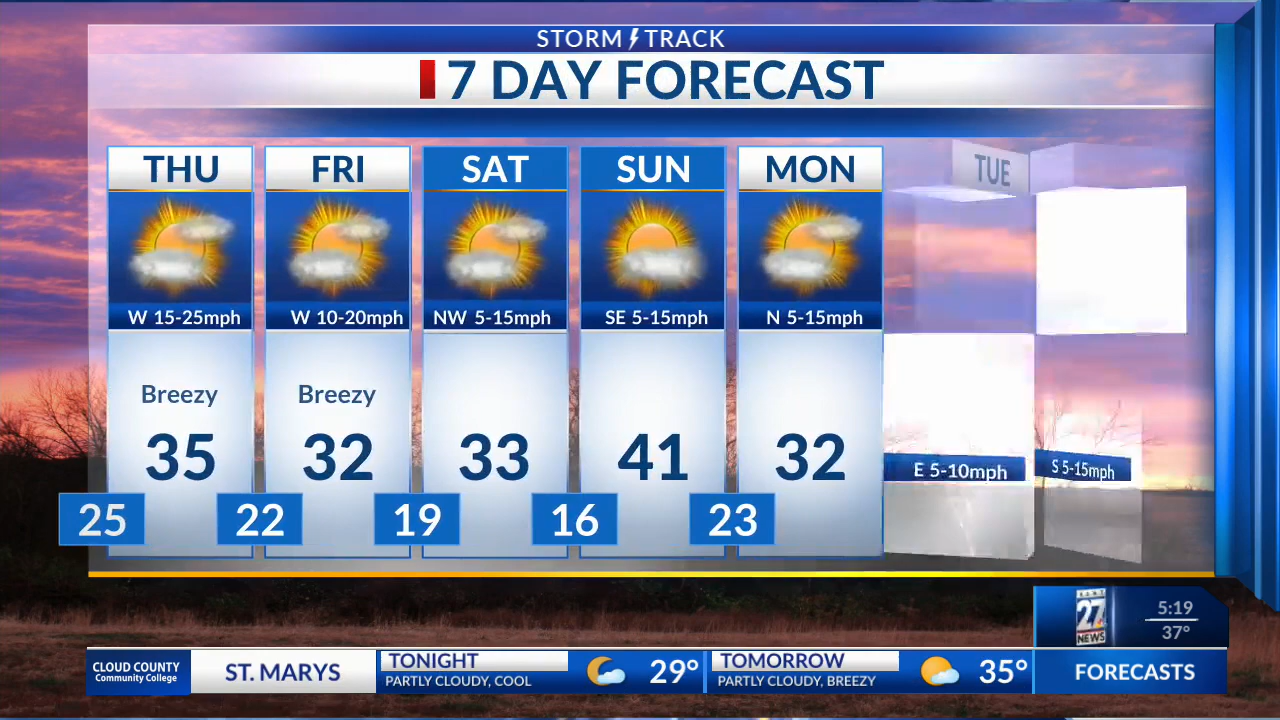 STORM TRACK
7 DAY FORECAST
THU FRI SAT SUN MON TUE
W 15-25mph W 10-20mph NW 5-15mph SE 5-15mph N 5-15mph
E 5-10mph S 5-15mph
Breezy Breezy
35 32 33 41 32
25 22 19 16 23
27
NEWS
5:19
37°
CLOUD COUNTY
Community College
ST. MARYS
TONIGHT
PARTLY CLOUDY, COOL
29°
TOMORROW
PARTLY CLOUDY, BREEZY
35°
FORECASTS